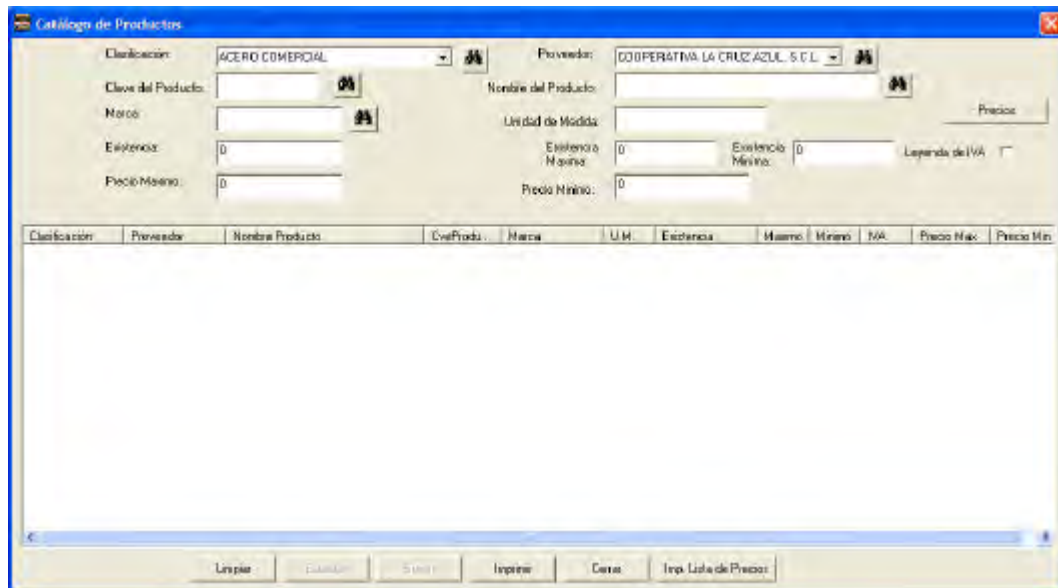 Catálogo de Productos
Clasificación: ACERO COMERCIAL Proveedor: COOPERATIVA LA CRUZ AZUL, S.C.L.
Clave del Producto: Nombre del Producto:
Marca: Unidad de Medida: Precios
Existencia: 0 Existencia Maxima: 0 Existencia Minima: 0 Leyenda de IVA
Precio Maximo: 0 Precio Minimo: 0
Clasificación Proveedor Nombre Producto CveProdu... Marca U.M. Existencia Maximo Minimo IVA Precio Max Precio Min
Limpiar Imprimir Cerrar Imp. Lista de Precios